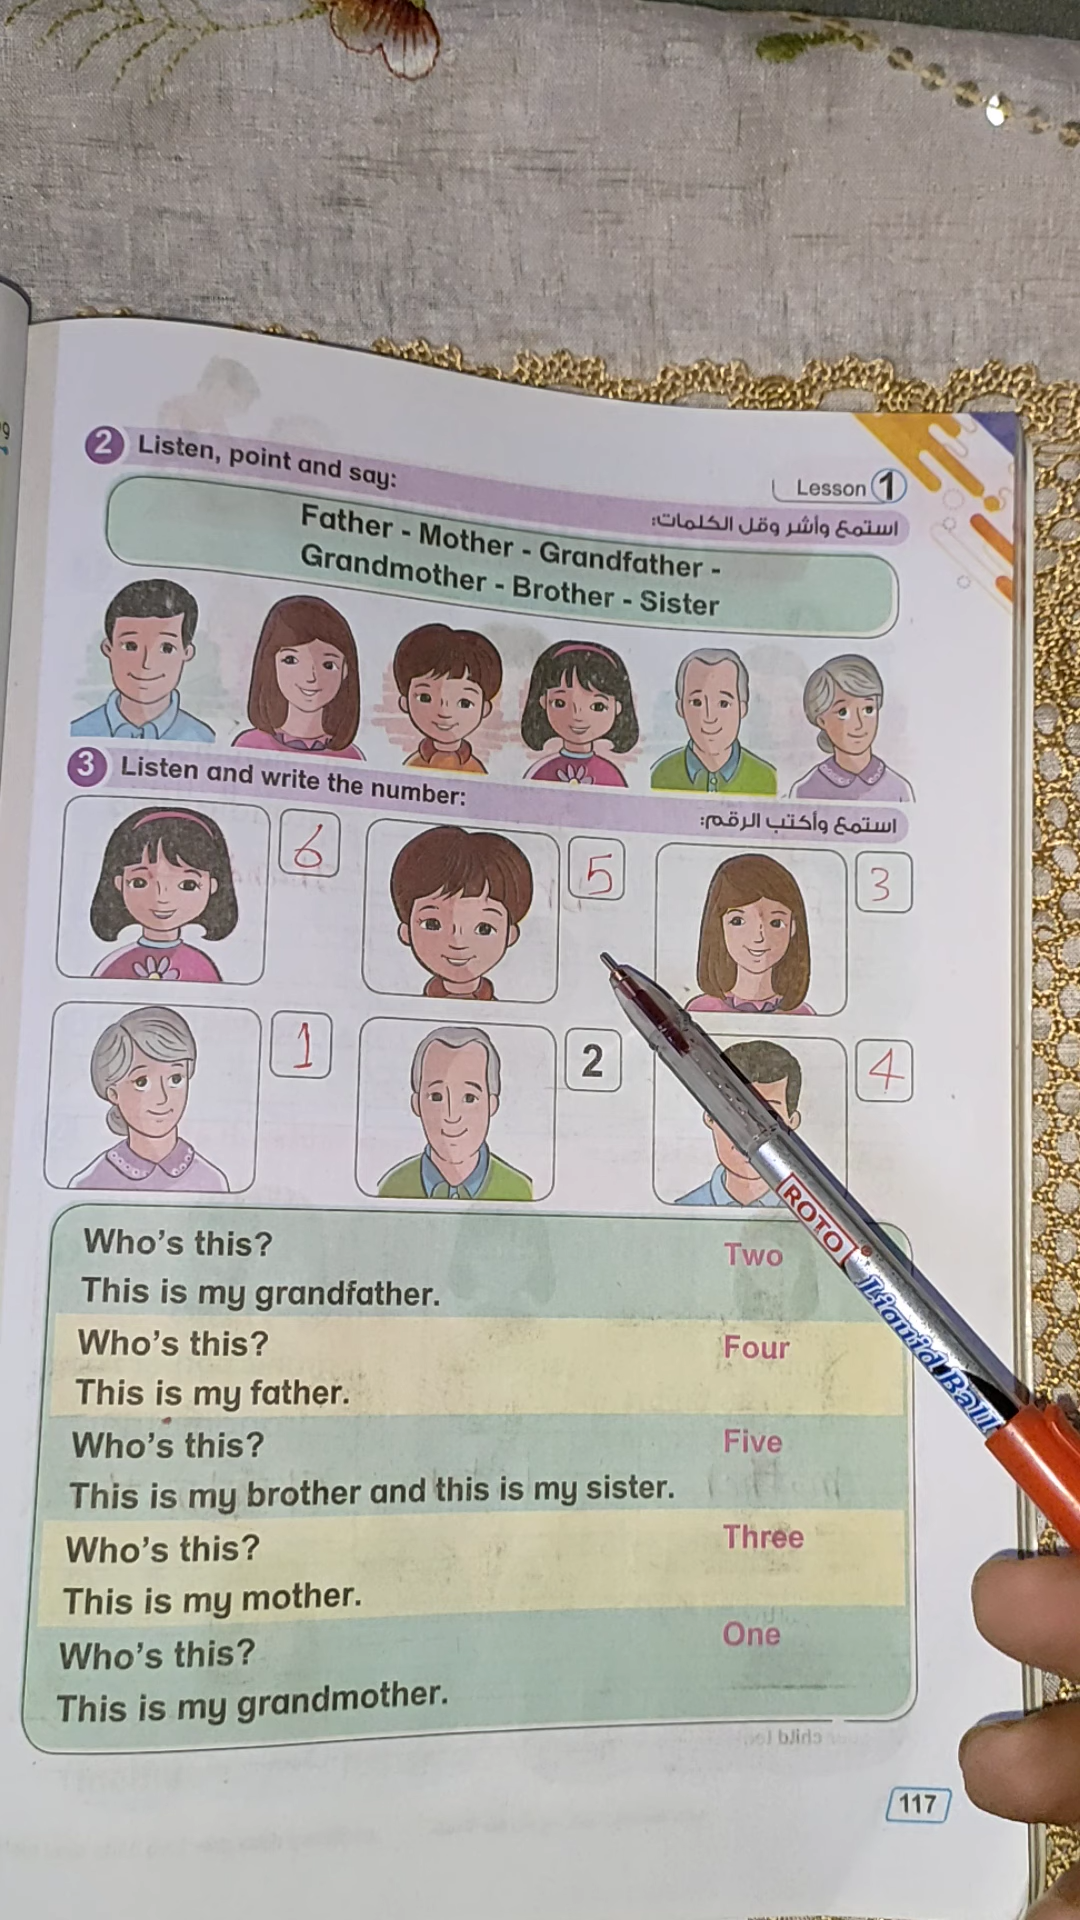 2 Listen, point and say:
Lesson 1
استمع وأشر وقل الكلمات:
Father - Mother - Grandfather -
Grandmother - Brother - Sister
3 Listen and write the number:
استمع وأكتب الرقم:
6
5
3
1
2
4
Who's this?
Two
This is my grandfather.
Who's this?
Four
This is my father.
Who's this?
Five
This is my brother and this is my sister.
Who's this?
Three
This is my mother.
Who's this?
One
This is my grandmother.
117
ROTO®
Liquid Ball